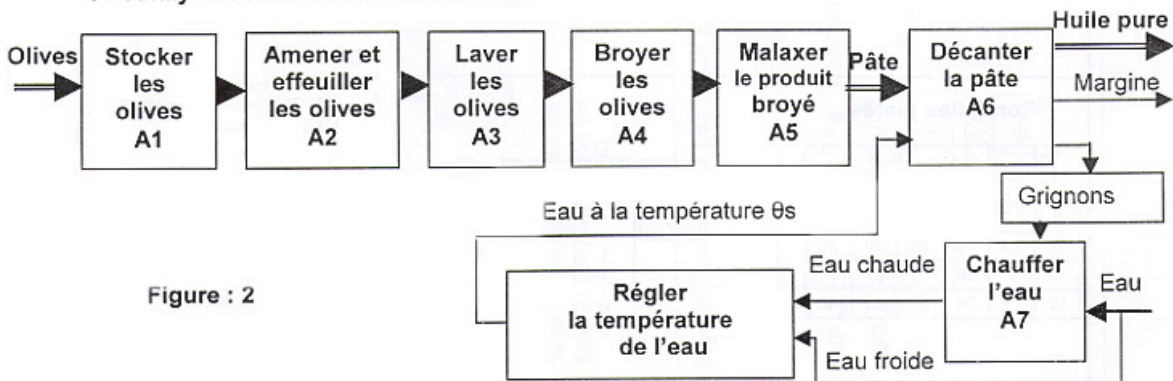 Olives
Stocker
les
olives
A1
Amener et
effeuiller
les olives
A2
Laver
les
olives
A3
Broyer
les
olives
A4
Malaxer
le produit
broyé
A5
Pâte
Décanter
la pâte
A6
Huile pure
Margine
Grignons
Eau à la température θs
Figure : 2
Régler
la température
de l'eau
Eau chaude
Chauffer
l'eau
A7
Eau
Eau froide